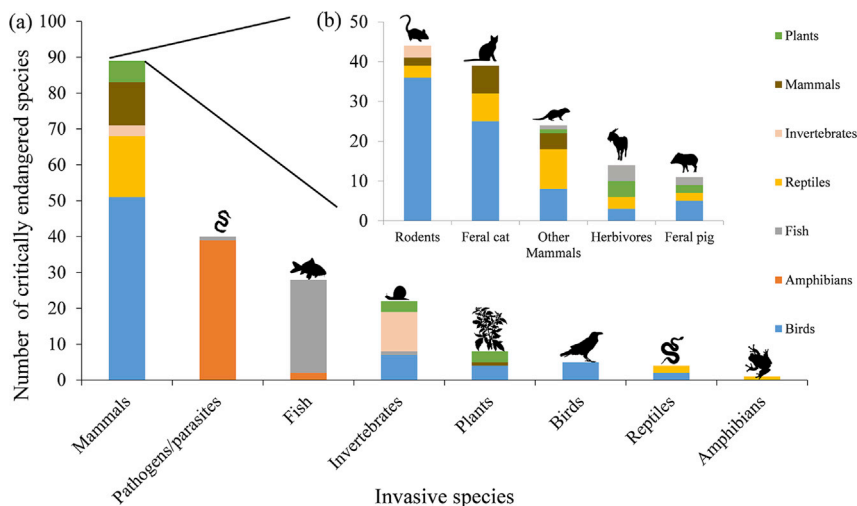 (a)
Number of critically endangered species
100
90
80
70
60
50
40
30
20
10
0
Mammals
Pathogens/parasites
Fish
Invertebrates
Plants
Birds
Reptiles
Amphibians
Invasive species
(b)
50
40
30
20
10
0
Rodents
Feral cat
Other
Mammals
Herbivores
Feral pig
Plants
Mammals
Invertebrates
Reptiles
Fish
Amphibians
Birds